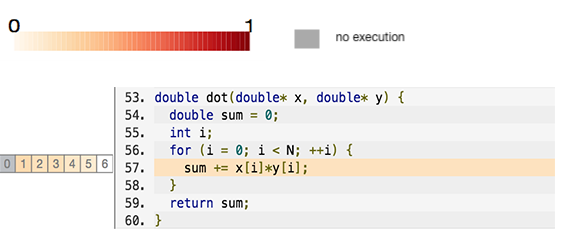 0 1 no execution
53. double dot(double* x, double* y) {
54. double sum = 0;
55. int i;
56. for (i = 0; i < N; ++i) {
0 1 2 3 4 5 6 57. sum += x[i]*y[i];
58. }
59. return sum;
60. }